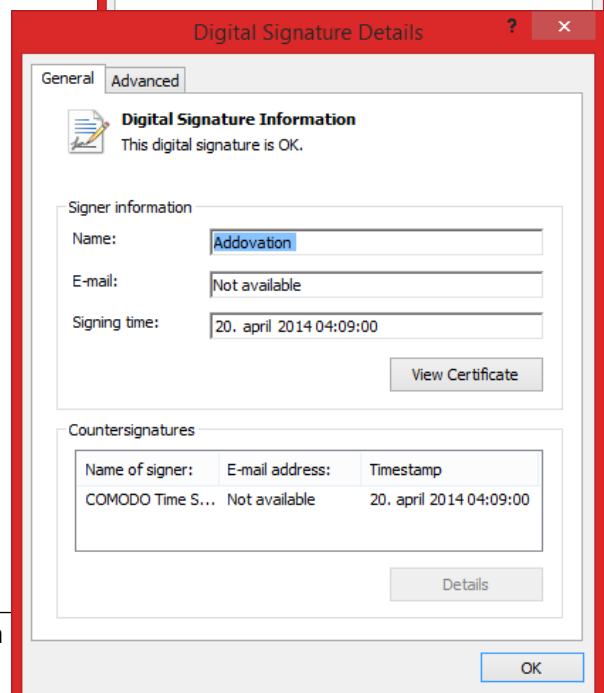 Digital Signature Details ? ×
General Advanced
Digital Signature Information
This digital signature is OK.
Signer information
Name: Addovation
E-mail: Not available
Signing time: 20. april 2014 04:09:00
View Certificate
Countersignatures
Name of signer: E-mail address: Timestamp
COMODO Time S... Not available 20. april 2014 04:09:00
Details
OK